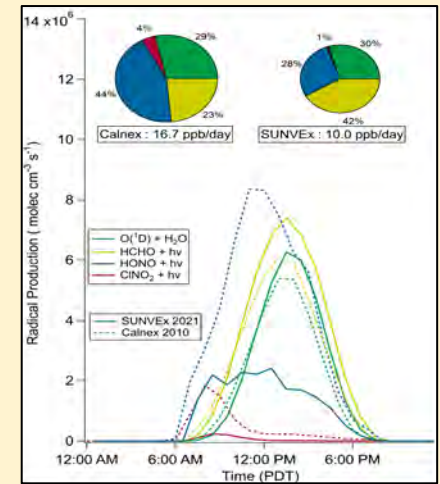 14 x10⁶
12
10
8
6
4
2
0
Radical Production ( molec cm⁻³ s⁻¹)
4%
29%
44%
23%
Calnex : 16.7 ppb/day
1%
30%
28%
42%
SUNVEx : 10.0 ppb/day
O(¹D) + H₂O
HCHO + hv
HONO + hv
ClNO₂ + hv
SUNVEx 2021
Calnex 2010
12:00 AM
6:00 AM
12:00 PM
6:00 PM
Time (PDT)